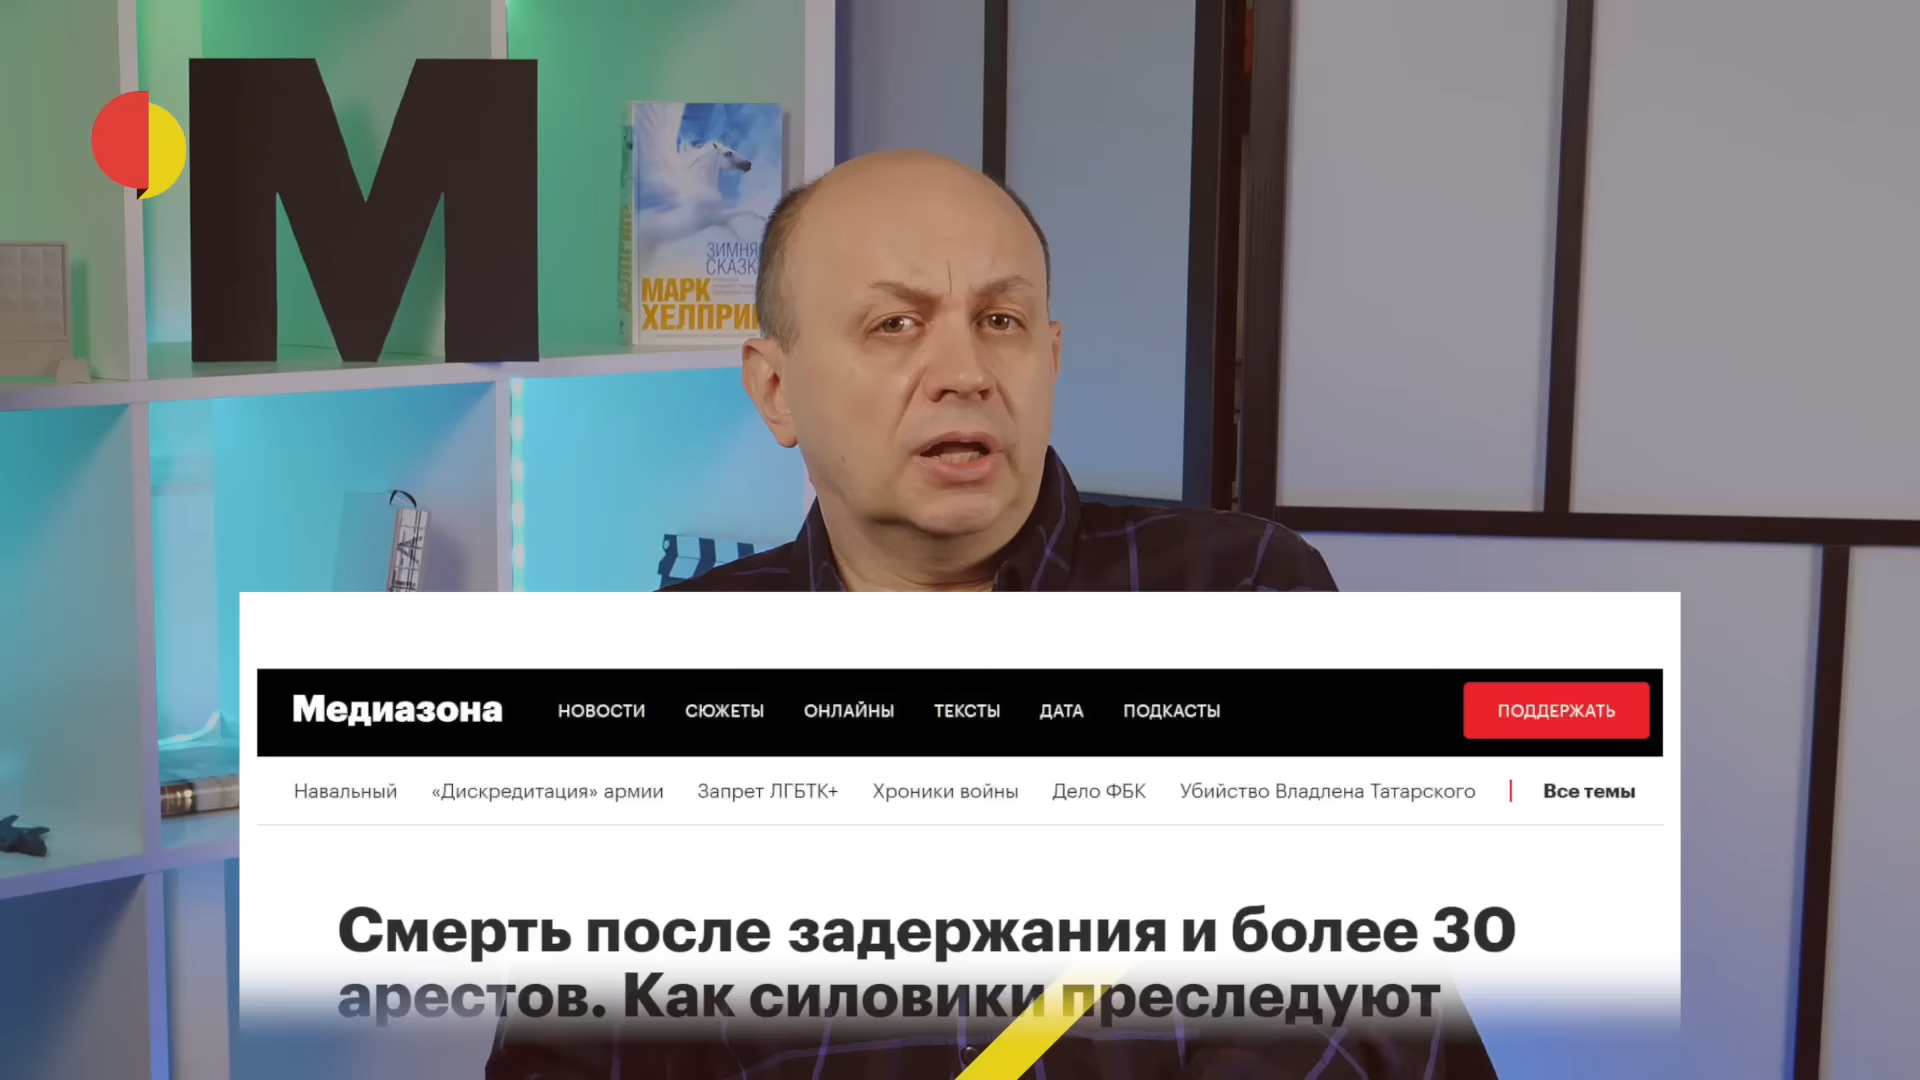 М
ЗИМНЯ
СКАЗК
МАРК
ХЕЛПРИ
Медиазона НОВОСТИ СЮЖЕТЫ ОНЛАЙНЫ ТЕКСТЫ ДАТА ПОДКАСТЫ ПОДДЕРЖАТЬ
Навальный «Дискредитация» армии Запрет ЛГБТК+ Хроники войны Дело ФБК Убийство Владлена Татарского | Все темы
Смерть после задержания и более 30
арестов. Как силовики преследуют